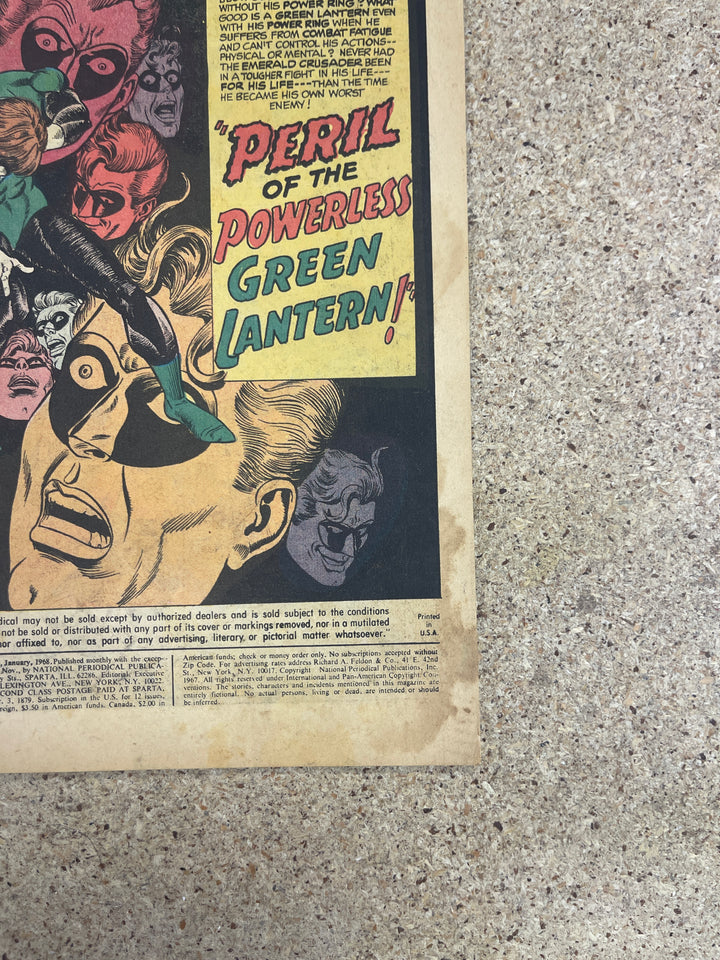 WITHOUT HIS POWER RING? WHAT
GOOD IS A GREEN LANTERN EVEN
WITH HIS POWER RING WHEN HE
SUFFERS FROM COMBAT FATIGUE
AND CAN'T CONTROL HIS ACTIONS--
PHYSICAL OR MENTAL? NEVER HAD
THE EMERALD CRUSADER BEEN
IN A TOUGHER FIGHT IN HIS LIFE---
FOR HIS LIFE---THAN THE TIME
HE BECAME HIS OWN WORST
ENEMY!
"PERIL
OF THE
POWERLESS
GREEN
LANTERN!"
dical may not be sold except by authorized dealers and is sold subject to the conditions
not be sold or distributed with any part of its cover or markings removed, nor in a mutilated
or affixed to, nor as part of any advertising, literary, or pictorial matter whatsoever."
Printed
in
U.S.A.
, January, 1968. Published monthly with the excep-
Nov., by NATIONAL PERIODICAL PUBLICA-
y St., SPARTA, ILL. 62286. Editorial, Executive
LEXINGTON AVE., NEW YORK, N.Y. 10022.
COND CLASS POSTAGE PAID AT SPARTA,
. 3, 1879. Subscription in the U.S. for 12 issues,
reign, $3.50 in American funds. Canada, $2.00 in
American funds; check or money order only. No subscriptions accepted without
Zip Code. For advertising rates address Richard A. Feldon & Co., 41 E. 42nd
St., New York, N.Y. 10017. Copyright National Periodical Publications, Inc.
1967. All rights reserved under International and Pan-American Copyright Con-
ventions. The stories, characters and incidents mentioned in this magazine are
entirely fictional. No actual persons, living or dead, are intended or should
be inferred.